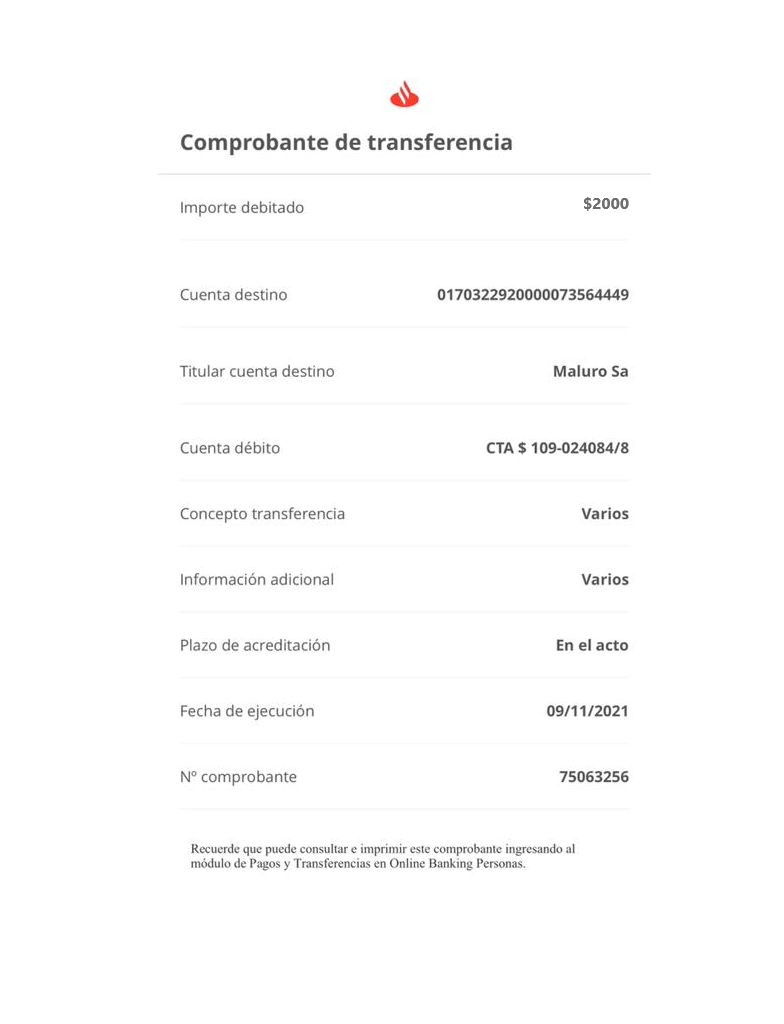 Comprobante de transferencia
Importe debitado $2000
Cuenta destino 0170322920000073564449
Titular cuenta destino Maluro Sa
Cuenta débito CTA $ 109-024084/8
Concepto transferencia Varios
Información adicional Varios
Plazo de acreditación En el acto
Fecha de ejecución 09/11/2021
Nº comprobante 75063256
Recuerde que puede consultar e imprimir este comprobante ingresando al
módulo de Pagos y Transferencias en Online Banking Personas.